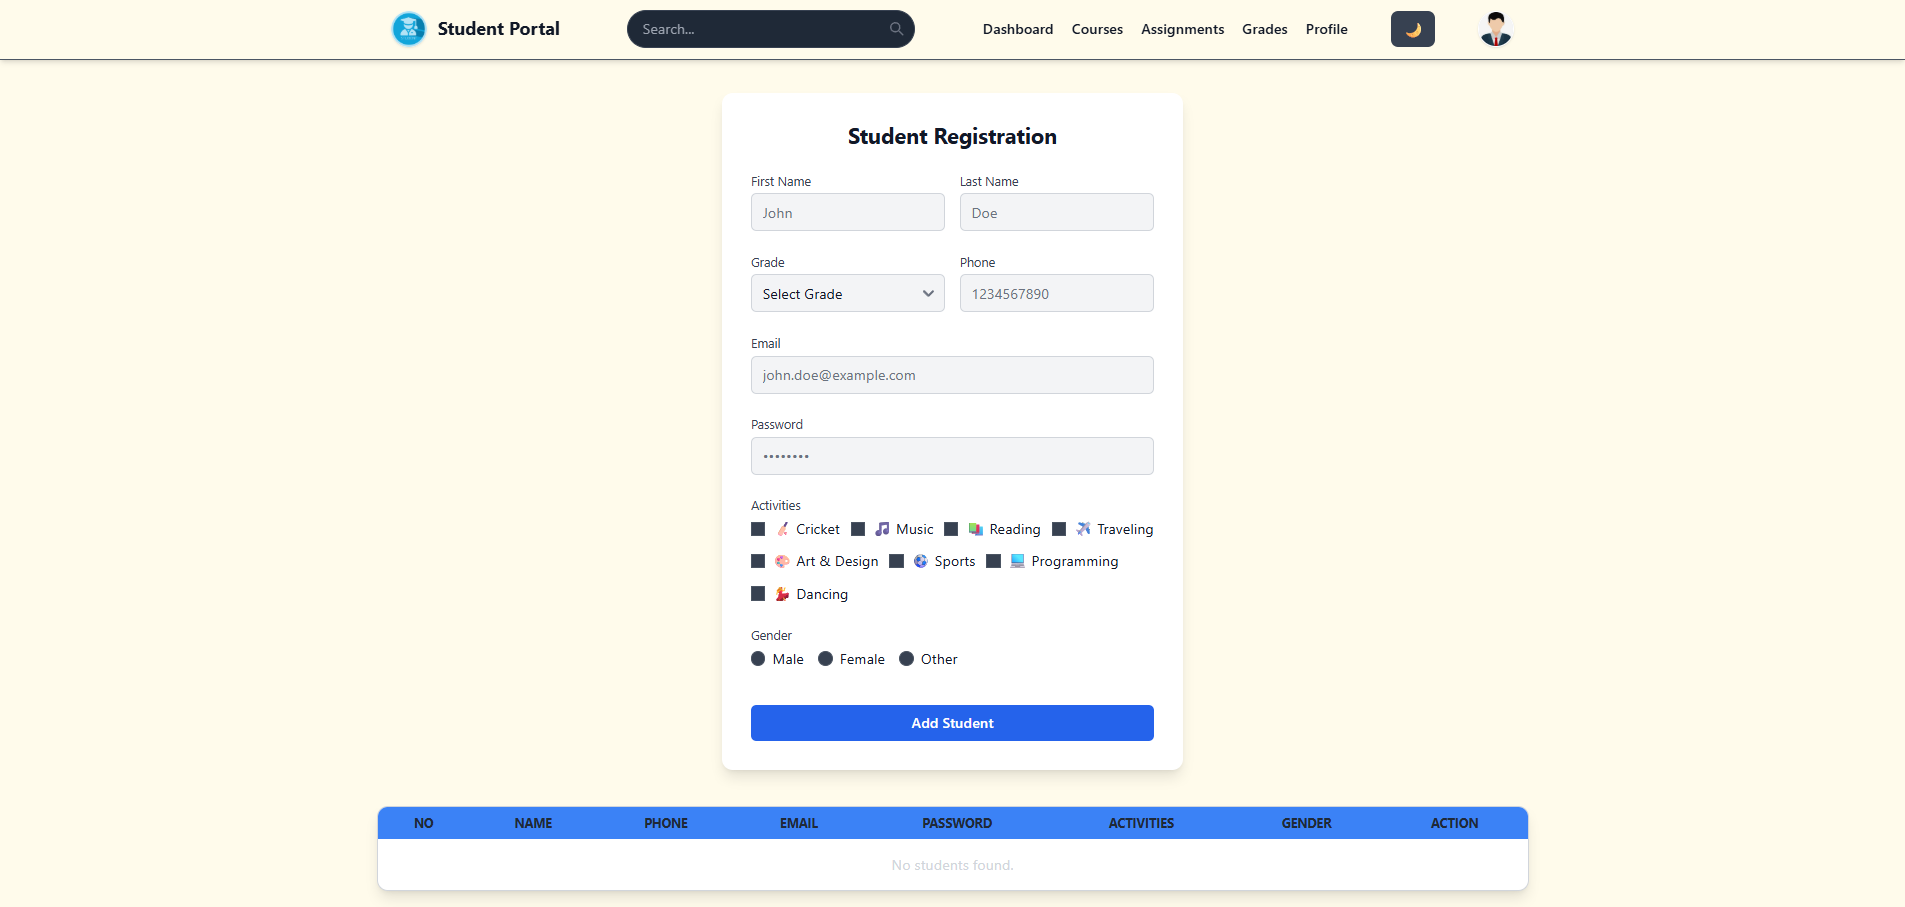 Student Portal
Search...
Dashboard Courses Assignments Grades Profile
Student Registration
First Name Last Name
John Doe
Grade Phone
Select Grade 1234567890
Email
john.doe@example.com
Password
••••••••
Activities
Cricket Music Reading Traveling
Art & Design Sports Programming
Dancing
Gender
Male Female Other
Add Student
NO NAME PHONE EMAIL PASSWORD ACTIVITIES GENDER ACTION
No students found.